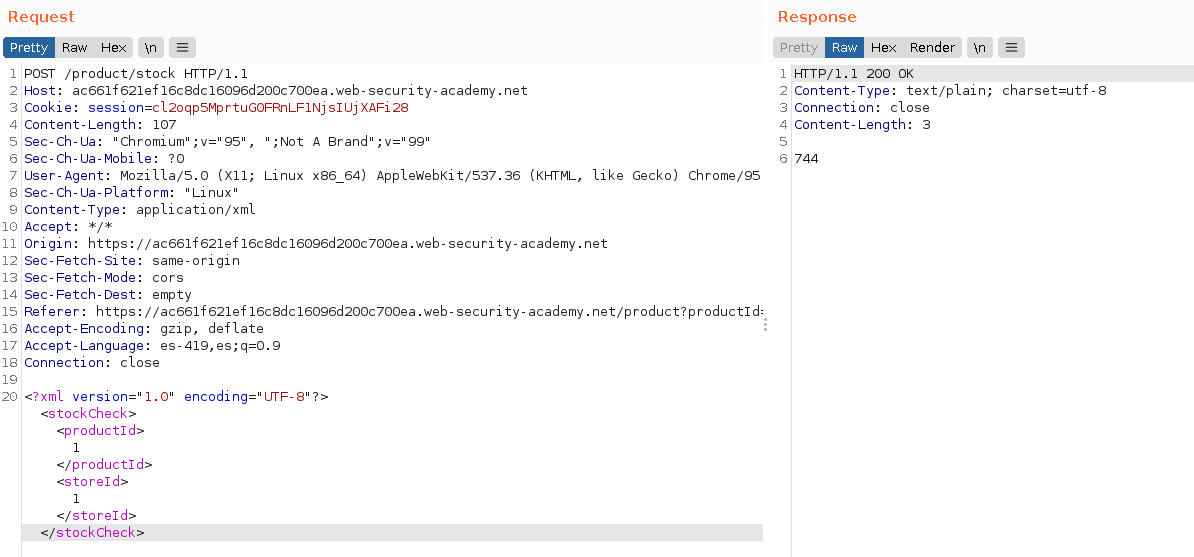 Request
Pretty Raw Hex \n ≡
1 POST /product/stock HTTP/1.1
2 Host: ac661f621ef16c8dc16096d200c700ea.web-security-academy.net
3 Cookie: session=cl2oqp5MprtuG0FRnLF1NjsIUjXAFi28
4 Content-Length: 107
5 Sec-Ch-Ua: "Chromium";v="95", ";Not A Brand";v="99"
6 Sec-Ch-Ua-Mobile: ?0
7 User-Agent: Mozilla/5.0 (X11; Linux x86_64) AppleWebKit/537.36 (KHTML, like Gecko) Chrome/95
8 Sec-Ch-Ua-Platform: "Linux"
9 Content-Type: application/xml
10 Accept: */*
11 Origin: https://ac661f621ef16c8dc16096d200c700ea.web-security-academy.net
12 Sec-Fetch-Site: same-origin
13 Sec-Fetch-Mode: cors
14 Sec-Fetch-Dest: empty
15 Referer: https://ac661f621ef16c8dc16096d200c700ea.web-security-academy.net/product?productId=
16 Accept-Encoding: gzip, deflate
17 Accept-Language: es-419,es;q=0.9
18 Connection: close
19
20 <?xml version="1.0" encoding="UTF-8"?>
<stockCheck>
<productId>
1
</productId>
<storeId>
1
</storeId>
</stockCheck>
Response
Pretty Raw Hex Render \n ≡
1 HTTP/1.1 200 OK
2 Content-Type: text/plain; charset=utf-8
3 Connection: close
4 Content-Length: 3
5
6 744